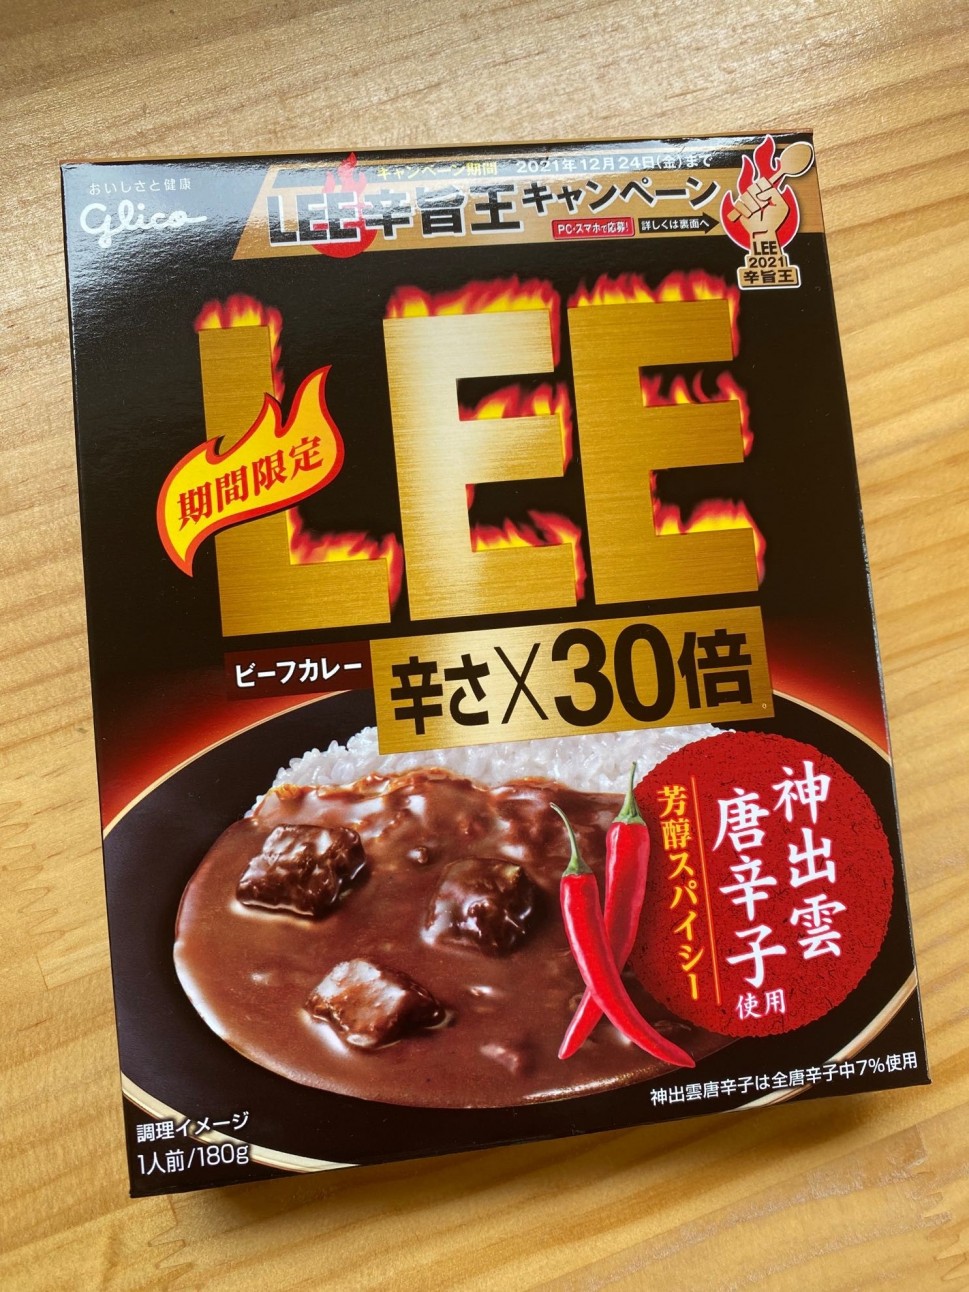 おいしさと健康
glico
キャンペーン期間 2021年12月24日(金)まで
LEE辛旨王キャンペーン
PC・スマホで応募! 詳しくは裏面へ
LEE
2021
辛旨王
LEE
期間限定
ビーフカレー
辛さ×30倍
神出雲
唐辛子使用
芳醇スパイシー
神出雲唐辛子は全唐辛子中7%使用
調理イメージ
1人前/180g